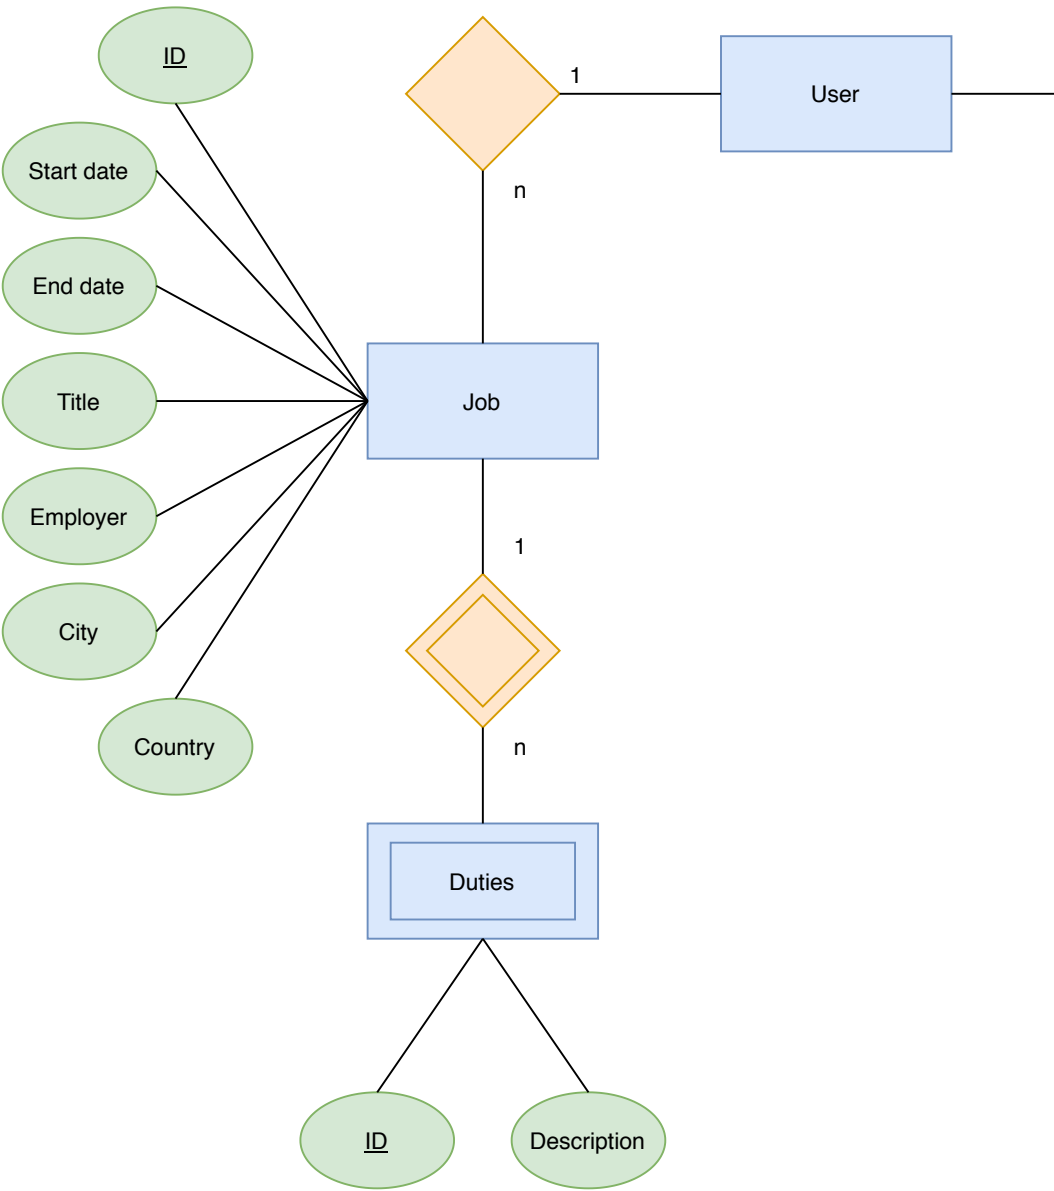 ID
1
User
Start date
n
End date
Title
Job
Employer
1
City
Country
n
Duties
ID
Description